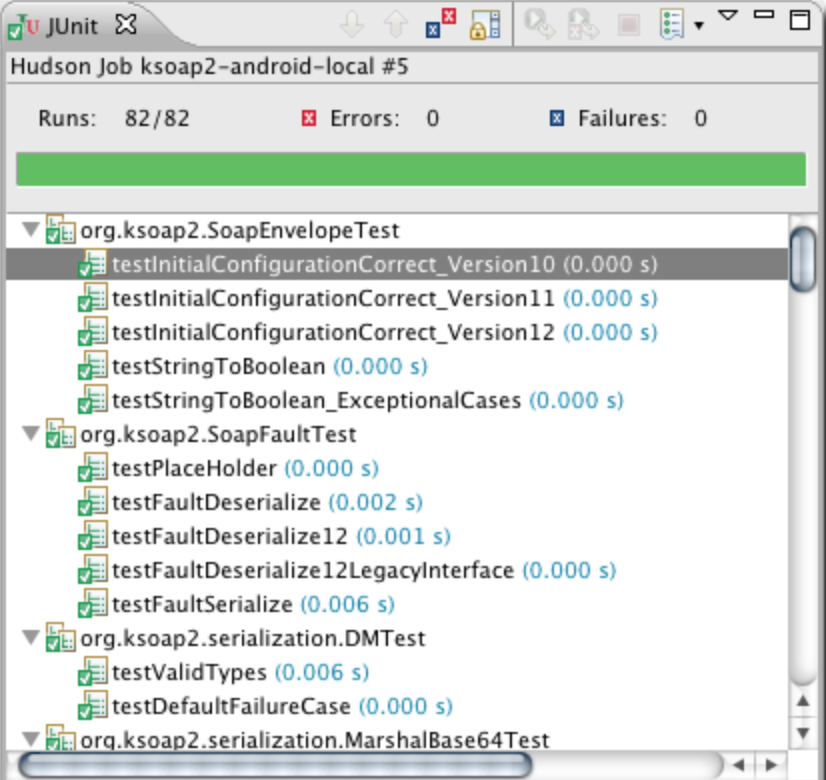 JU JUnit
Hudson Job ksoap2-android-local #5
Runs: 82/82 Errors: 0 Failures: 0
org.ksoap2.SoapEnvelopeTest
testInitialConfigurationCorrect_Version10 (0.000 s)
testInitialConfigurationCorrect_Version11 (0.000 s)
testInitialConfigurationCorrect_Version12 (0.000 s)
testStringToBoolean (0.000 s)
testStringToBoolean_ExceptionalCases (0.000 s)
org.ksoap2.SoapFaultTest
testPlaceHolder (0.000 s)
testFaultDeserialize (0.002 s)
testFaultDeserialize12 (0.001 s)
testFaultDeserialize12LegacyInterface (0.000 s)
testFaultSerialize (0.006 s)
org.ksoap2.serialization.DMTest
testValidTypes (0.006 s)
testDefaultFailureCase (0.000 s)
org.ksoap2.serialization.MarshalBase64Test